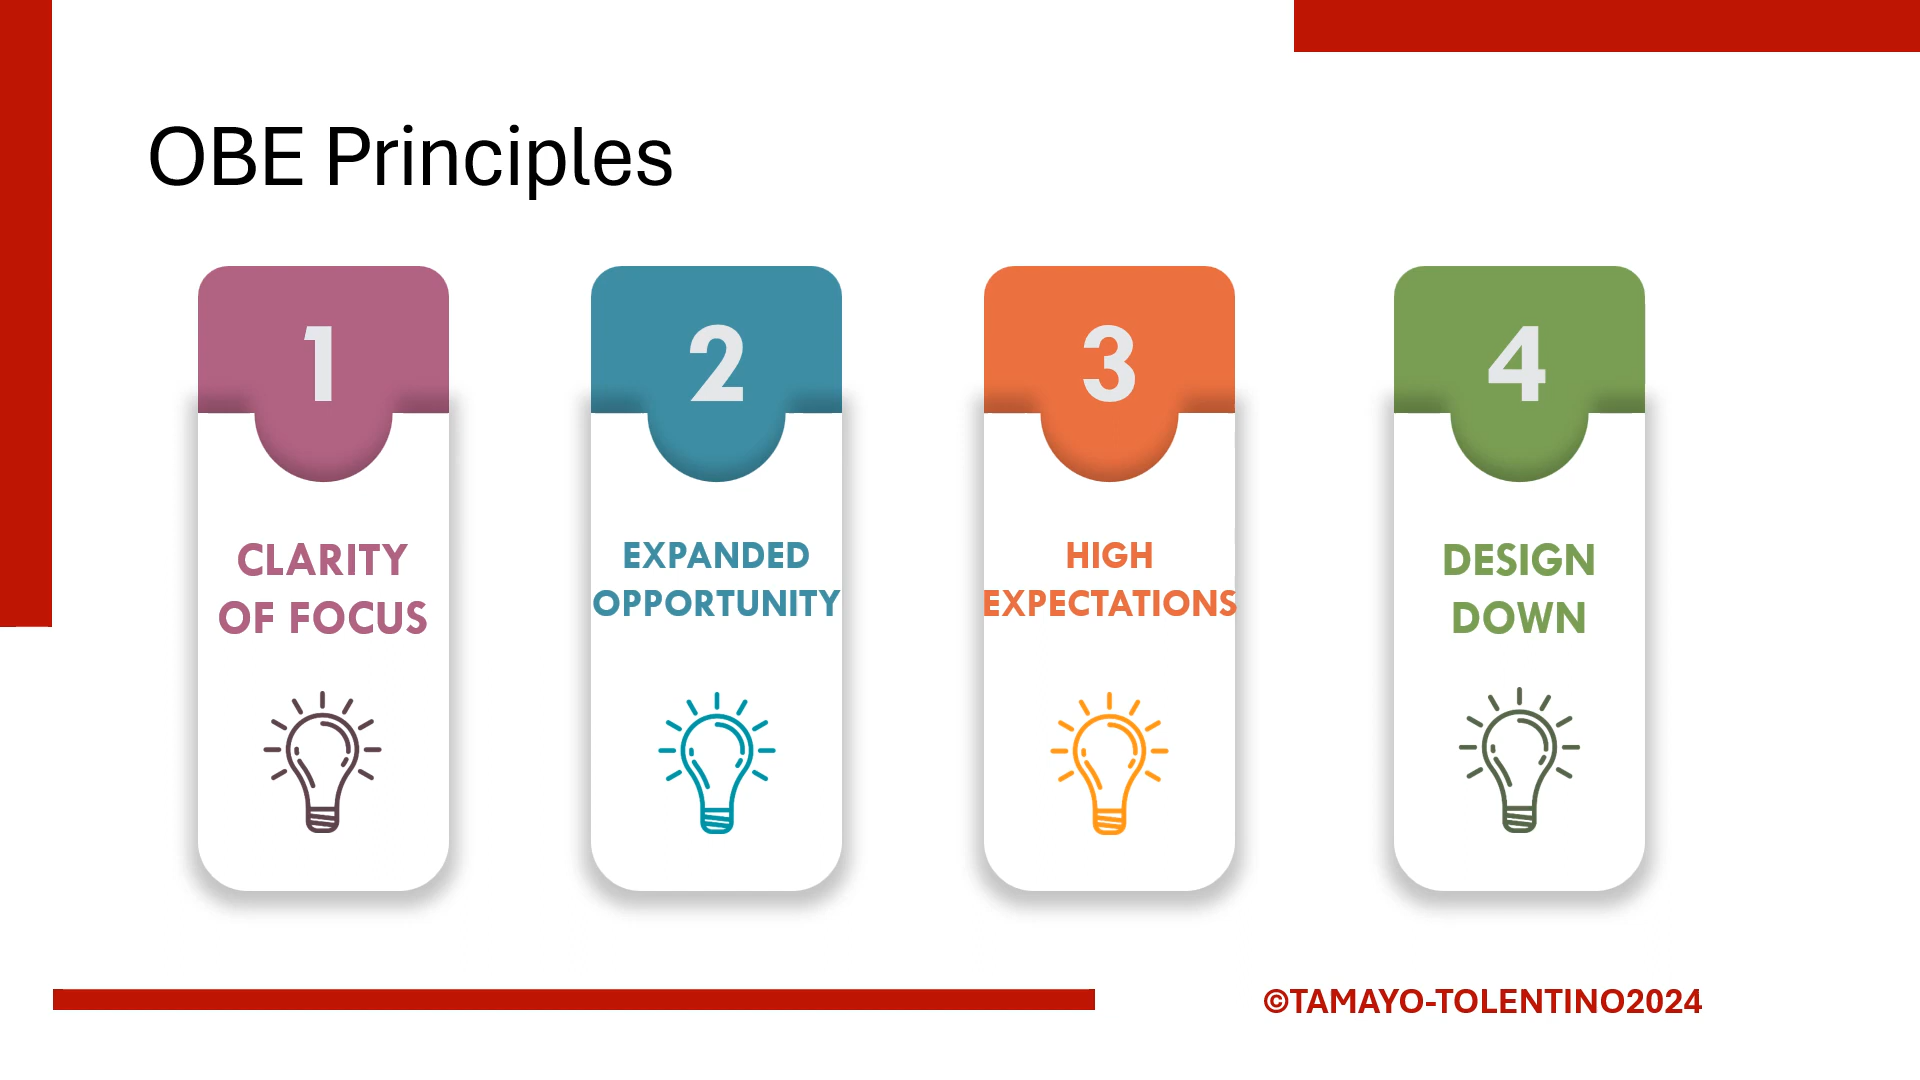 OBE Principles
1
CLARITY
OF FOCUS
2
EXPANDED
OPPORTUNITY
3
HIGH
EXPECTATIONS
4
DESIGN
DOWN
©TAMAYO-TOLENTINO2024